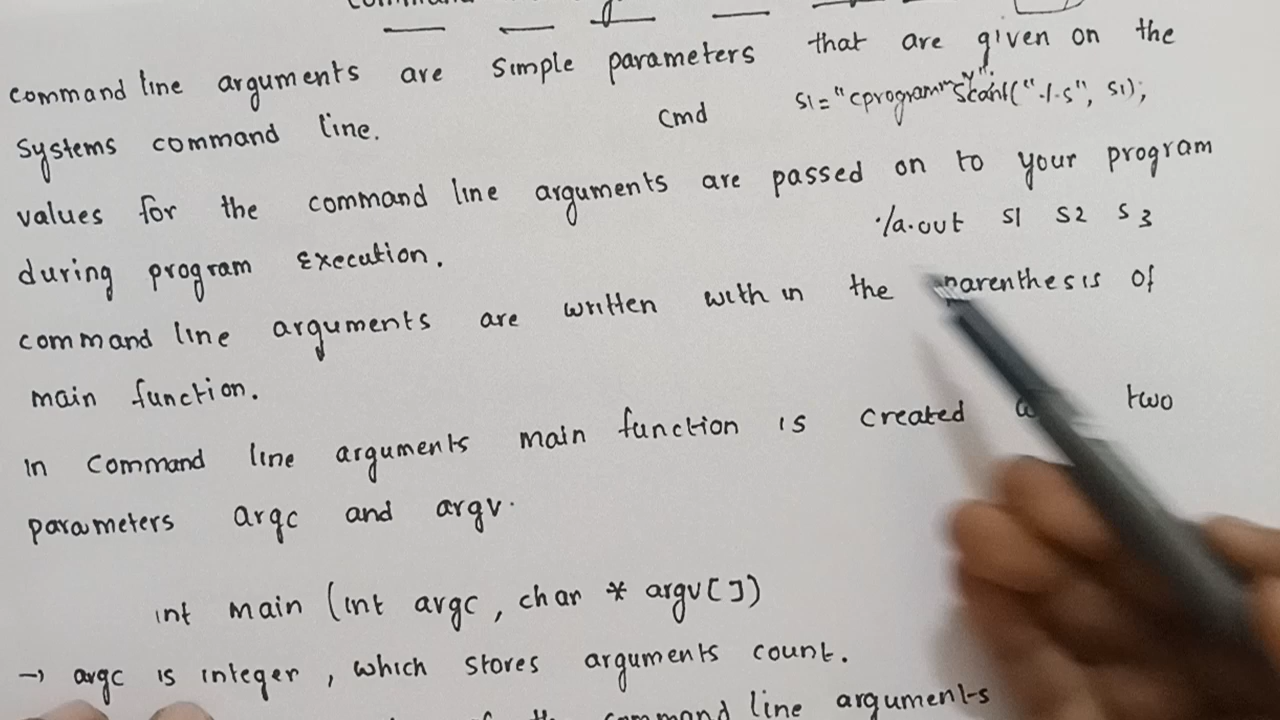 command line arguments are simple parameters that are given on the
systems command line. cmd s1="cprogrammy". scanf("%s", s1);
values for the command line arguments are passed on to your program
./a.out s1 s2 s3
during program execution.
command line arguments are written with in the parenthesis of
main function.
In command line arguments main function is created two
parameters argc and argv.
int main (int argc, char * argv[])
→ argc is integer, which stores arguments count.
command line arguments